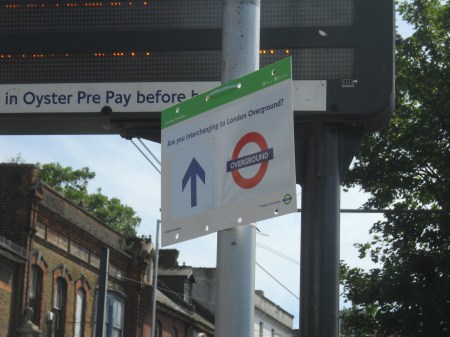 in Oyster Pre Pay before
Are you interchanging to London Overground?
OVERGROUND